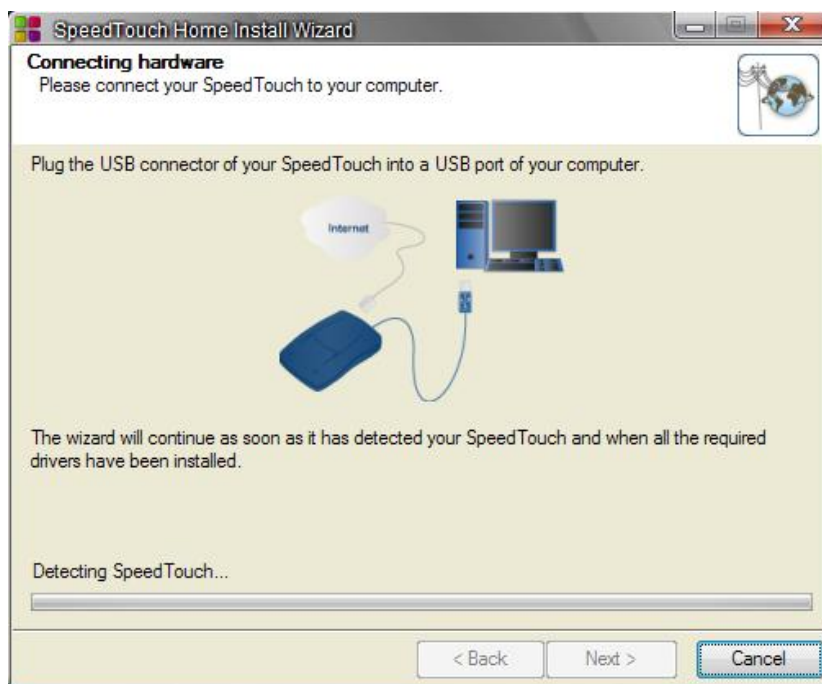 SpeedTouch Home Install Wizard
Connecting hardware
Please connect your SpeedTouch to your computer.
Plug the USB connector of your SpeedTouch into a USB port of your computer.
Internet
The wizard will continue as soon as it has detected your SpeedTouch and when all the required
drivers have been installed.
Detecting SpeedTouch...
< Back
Next >
Cancel